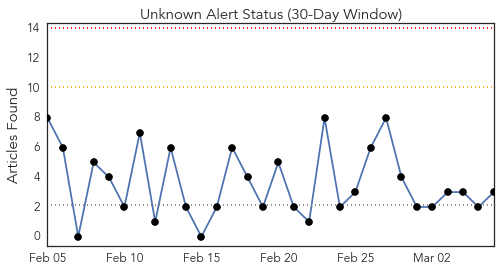 Unknown Alert Status (30-Day Window)
14
12
10
8
6
4
2
0
Articles Found
Feb 05
Feb 10
Feb 15
Feb 20
Feb 25
Mar 02